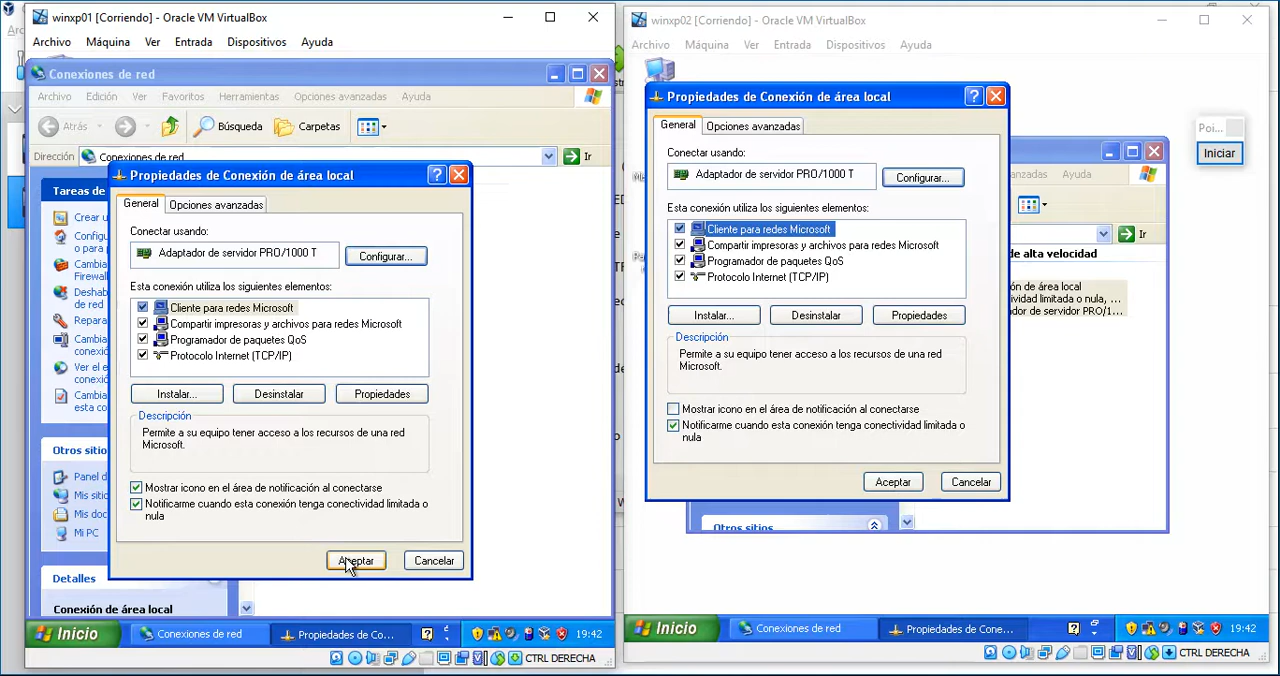 winxp01 [Corriendo] - Oracle VM VirtualBox
Archivo Máquina Ver Entrada Dispositivos Ayuda
Conexiones de red
Archivo Edición Ver Favoritos Herramientas Opciones avanzadas Ayuda
Atrás Búsqueda Carpetas
Dirección Conexiones de red Ir
Tareas de
Crear u
Configu
o para
Cambia
Firewall
Deshab
de red
Repara
Cambia
conexió
Ver el e
conexió
Cambia
esta co
Otros sitios
Panel d
Mis siti
Mis doc
Mi PC
Detalles
Conexión de área local
Propiedades de Conexión de área local
General Opciones avanzadas
Conectar usando:
Adaptador de servidor PRO/1000 T Configurar...
Esta conexión utiliza los siguientes elementos:
Cliente para redes Microsoft
Compartir impresoras y archivos para redes Microsoft
Programador de paquetes QoS
Protocolo Internet (TCP/IP)
Instalar... Desinstalar Propiedades
Descripción
Permite a su equipo tener acceso a los recursos de una red
Microsoft.
Mostrar icono en el área de notificación al conectarse
Notificarme cuando esta conexión tenga conectividad limitada o
nula
Aceptar Cancelar
Inicio Conexiones de red Propiedades de Co... 19:42
CTRL DERECHA
winxp02 [Corriendo] - Oracle VM VirtualBox
Archivo Máquina Ver Entrada Dispositivos Ayuda
Propiedades de Conexión de área local
General Opciones avanzadas
Conectar usando:
Adaptador de servidor PRO/1000 T Configurar...
Esta conexión utiliza los siguientes elementos:
Cliente para redes Microsoft
Compartir impresoras y archivos para redes Microsoft
Programador de paquetes QoS
Protocolo Internet (TCP/IP)
Instalar... Desinstalar Propiedades
Descripción
Permite a su equipo tener acceso a los recursos de una red
Microsoft.
Mostrar icono en el área de notificación al conectarse
Notificarme cuando esta conexión tenga conectividad limitada o
nula
Aceptar Cancelar
anzadas Ayuda
Ir
de alta velocidad
ón de área local
tividad limitada o nula, ...
dor de servidor PRO/1...
Otros sitios
Poi...
Iniciar
Inicio Conexiones de red Propiedades de Cone... 19:42
CTRL DERECHA